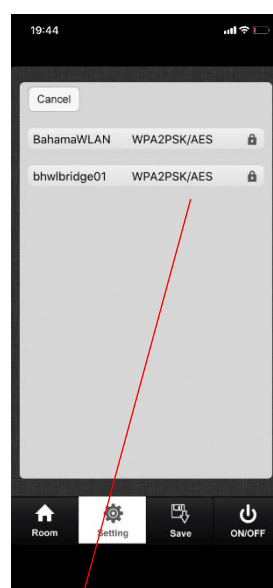 19:44
Cancel
BahamaWLAN WPA2PSK/AES
bhwlbridge01 WPA2PSK/AES
Room Setting Save ON/OFF